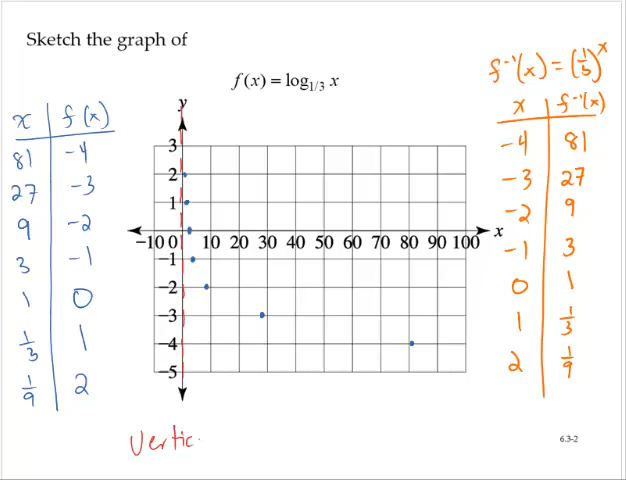 Sketch the graph of
f⁻¹(x) = (1/3)^x
f(x) = log₁/₃ x
x f(x)
81 -4
27 -3
9 -2
3 -1
1 0
1/3 1
1/9 2
y
3
2
1
-10 0 10 20 30 40 50 60 70 80 90 100 x
-1
-2
-3
-4
-5
x f⁻¹(x)
-4 81
-3 27
-2 9
-1 3
0 1
1 1/3
2 1/9
Vertic
6.3-2